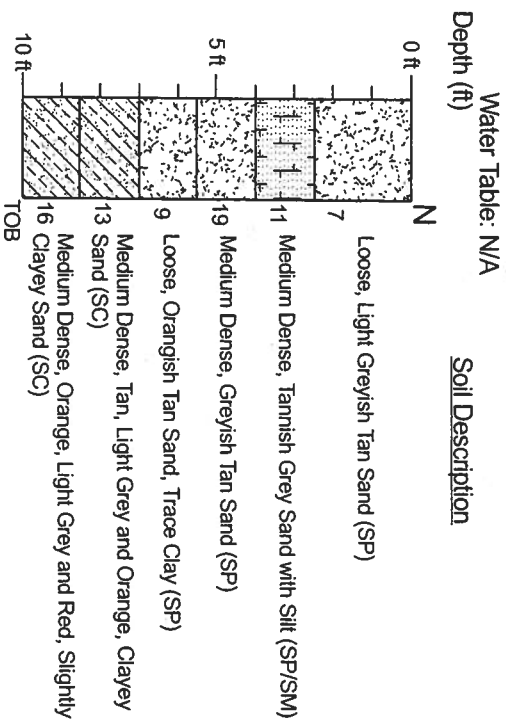 Water Table: N/A
Depth (ft)
Soil Description
0 ft
N
7
Loose, Light Greyish Tan Sand (SP)
11
Medium Dense, Tannish Grey Sand with Silt (SP/SM)
5 ft
19
Medium Dense, Greyish Tan Sand (SP)
9
Loose, Orangish Tan Sand, Trace Clay (SP)
13
Medium Dense, Tan, Light Grey and Orange, Clayey
Sand (SC)
16
Medium Dense, Orange, Light Grey and Red, Slightly
Clayey Sand (SC)
10 ft
TOB